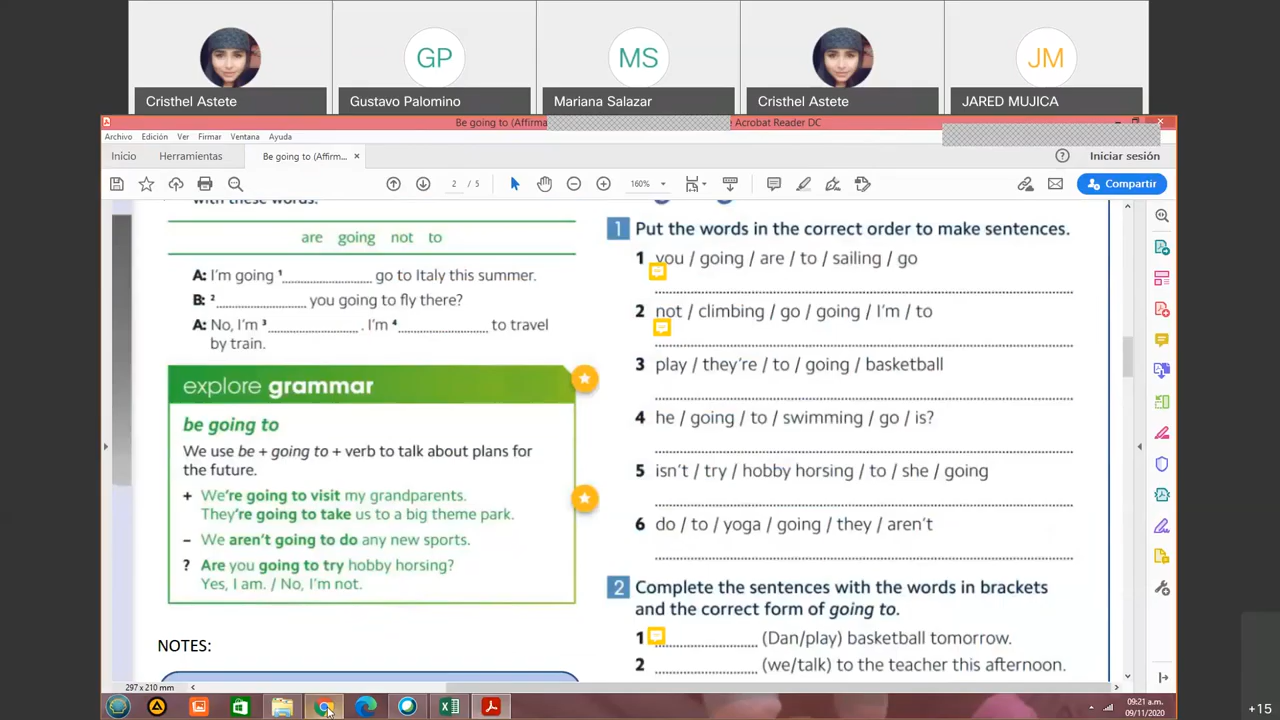 GP
MS
JM
Cristhel Astete
Gustavo Palomino
Mariana Salazar
Cristhel Astete
JARED MUJICA
Be going to (Affirma
e Acrobat Reader DC
Archivo Edición Ver Firmar Ventana Ayuda
Inicio Herramientas Be going to (Affirm... × Iniciar sesión
2 / 5 160% Compartir
with these words.
are going not to
A: I'm going ¹ go to Italy this summer.
B: ² you going to fly there?
A: No, I'm ³ . I'm ⁴ to travel
by train.
explore grammar
be going to
We use be + going to + verb to talk about plans for
the future.
+ We're going to visit my grandparents.
They're going to take us to a big theme park.
– We aren't going to do any new sports.
? Are you going to try hobby horsing?
Yes, I am. / No, I'm not.
NOTES:
1 Put the words in the correct order to make sentences.
1 you / going / are / to / sailing / go
2 not / climbing / go / going / I'm / to
3 play / they're / to / going / basketball
4 he / going / to / swimming / go / is?
5 isn't / try / hobby horsing / to / she / going
6 do / to / yoga / going / they / aren't
2 Complete the sentences with the words in brackets
and the correct form of going to.
1 (Dan/play) basketball tomorrow.
2 (we/talk) to the teacher this afternoon.
297 x 210 mm
09:21 a.m.
09/11/2020
+15